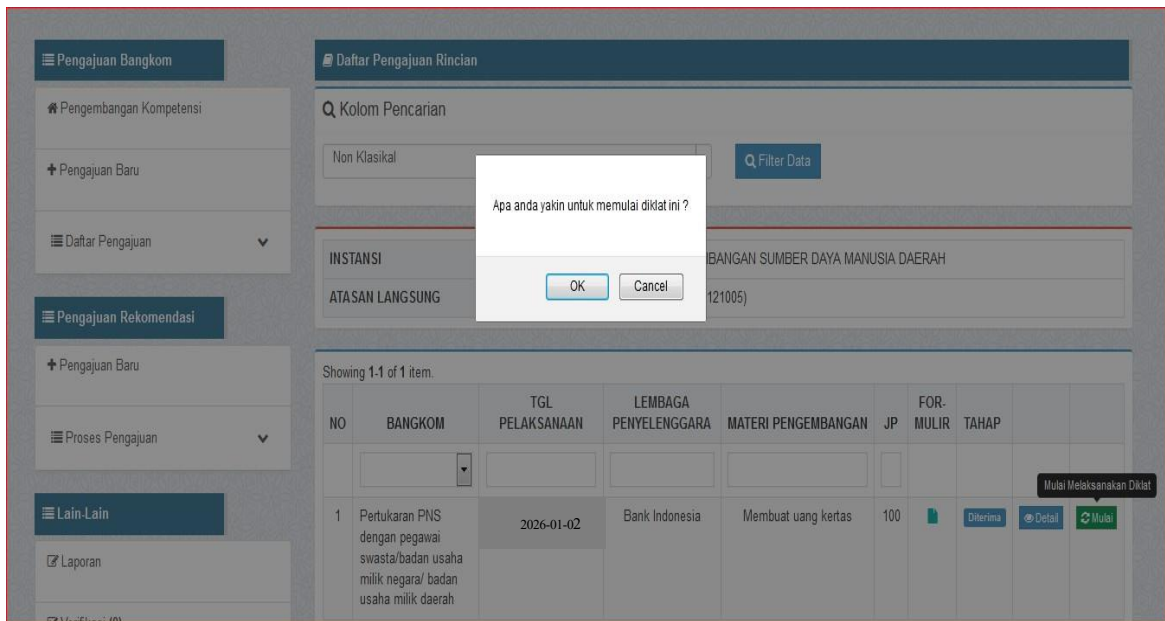 Pengajuan Bangkom
Pengembangan Kompetensi
Pengajuan Baru
Daftar Pengajuan
Pengajuan Rekomendasi
Pengajuan Baru
Proses Pengajuan
Lain-Lain
Laporan
Daftar Pengajuan Rincian
Kolom Pencarian
Non Klasikal
Filter Data
Apa anda yakin untuk memulai diklat ini ?
OK Cancel
INSTANSI
BANGAN SUMBER DAYA MANUSIA DAERAH
ATASAN LANGSUNG
121005)
Showing 1-1 of 1 item.
NO BANGKOM TGL PELAKSANAAN LEMBAGA PENYELENGGARA MATERI PENGEMBANGAN JP FOR-MULIR TAHAP
Mulai Melaksanakan Diklat
1 Pertukaran PNS 2026-01-02 Bank Indonesia Membuat uang kertas 100 Diterima Detail Mulai
dengan pegawai
swasta/badan usaha
milik negara/ badan
usaha milik daerah